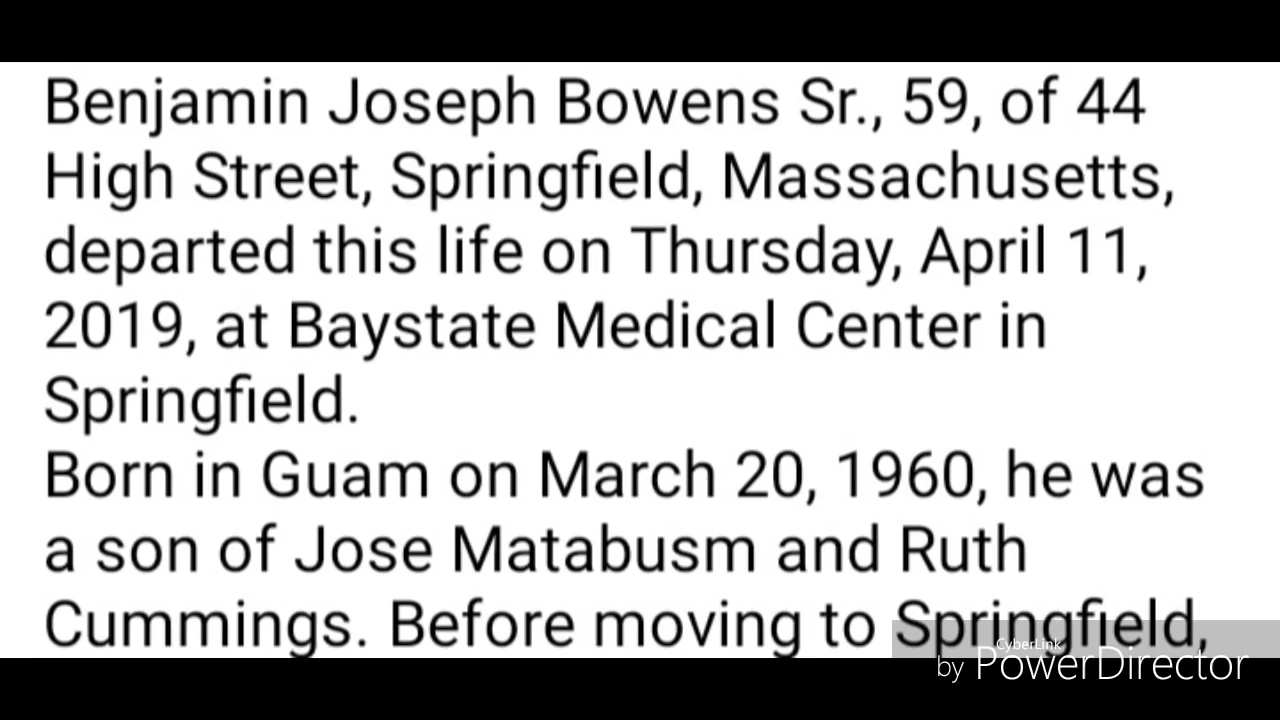 Benjamin Joseph Bowens Sr., 59, of 44
High Street, Springfield, Massachusetts,
departed this life on Thursday, April 11,
2019, at Baystate Medical Center in
Springfield.
Born in Guam on March 20, 1960, he was
a son of Jose Matabusm and Ruth
Cummings. Before moving to Springfield,
CyberLink
by PowerDirector